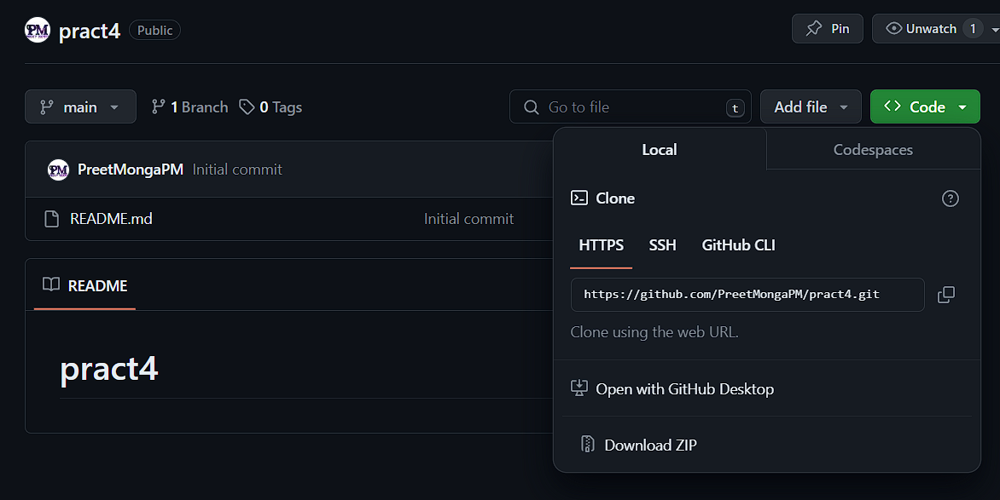 PM pract4 Public Pin Unwatch 1
main 1 Branch 0 Tags Go to file t Add file Code
Local Codespaces
PM PreetMongaPM Initial commit
Clone
README.md Initial commit
HTTPS SSH GitHub CLI
README
https://github.com/PreetMongaPM/pract4.git
Clone using the web URL.
pract4
Open with GitHub Desktop
Download ZIP